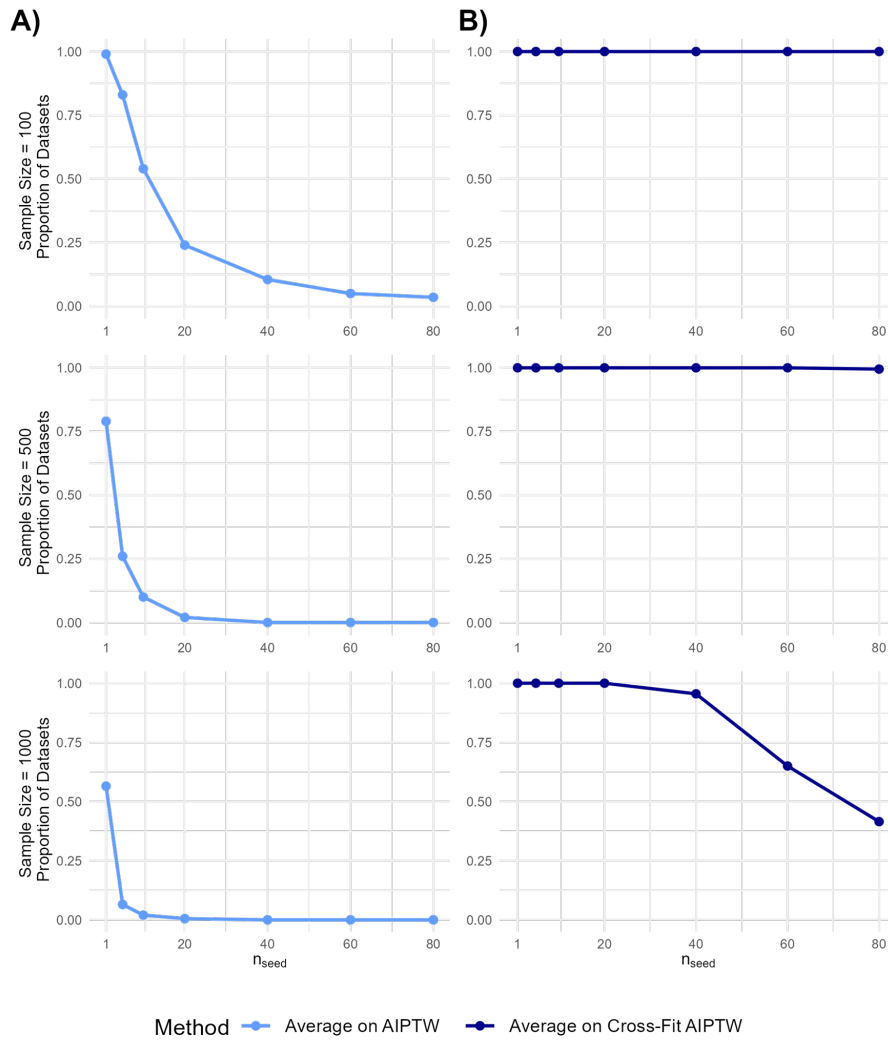 A)
B)
Sample Size = 100
Proportion of Datasets
1.00
0.75
0.50
0.25
0.00
1 20 40 60 80
1.00
0.75
0.50
0.25
0.00
1 20 40 60 80
Sample Size = 500
Proportion of Datasets
1.00
0.75
0.50
0.25
0.00
1 20 40 60 80
1.00
0.75
0.50
0.25
0.00
1 20 40 60 80
Sample Size = 1000
Proportion of Datasets
1.00
0.75
0.50
0.25
0.00
1 20 40 60 80
nseed
1.00
0.75
0.50
0.25
0.00
1 20 40 60 80
nseed
Method Average on AIPTW Average on Cross-Fit AIPTW